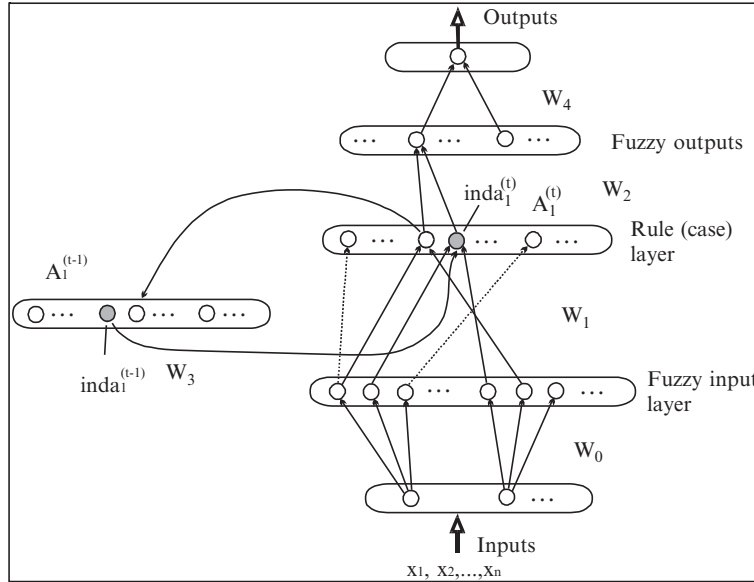 Outputs
W4
... ... ...
Fuzzy outputs
W2
inda1(t)
A1(t)
... ... ...
Rule (case)
layer
A1(t-1)
... ... ...
W1
inda1(t-1)
W3
... ...
Fuzzy input
layer
W0
...
Inputs
x1, x2,...,xn